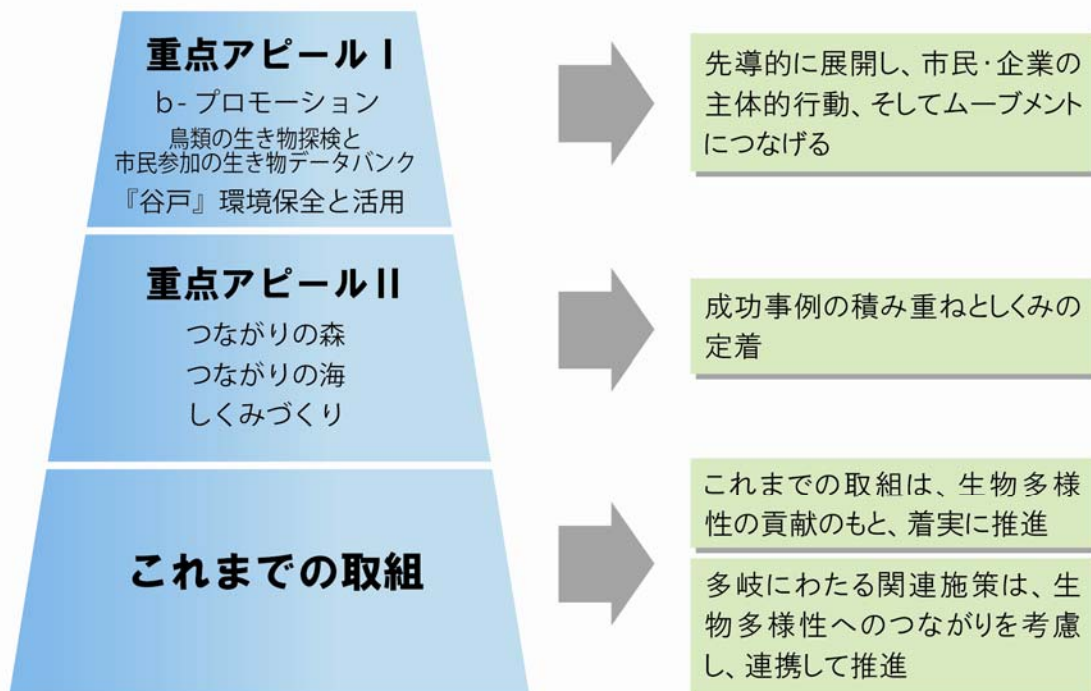 重点アピールⅠ
b-プロモーション
鳥類の生き物探検と
市民参加の生き物データバンク
『谷戸』環境保全と活用
先導的に展開し、市民・企業の
主体的行動、そしてムーブメント
につなげる
重点アピールⅡ
つながりの森
つながりの海
しくみづくり
成功事例の積み重ねとしくみの
定着
これまでの取組
これまでの取組は、生物多様
性の貢献のもと、着実に推進
多岐にわたる関連施策は、生
物多様性へのつながりを考慮
し、連携して推進